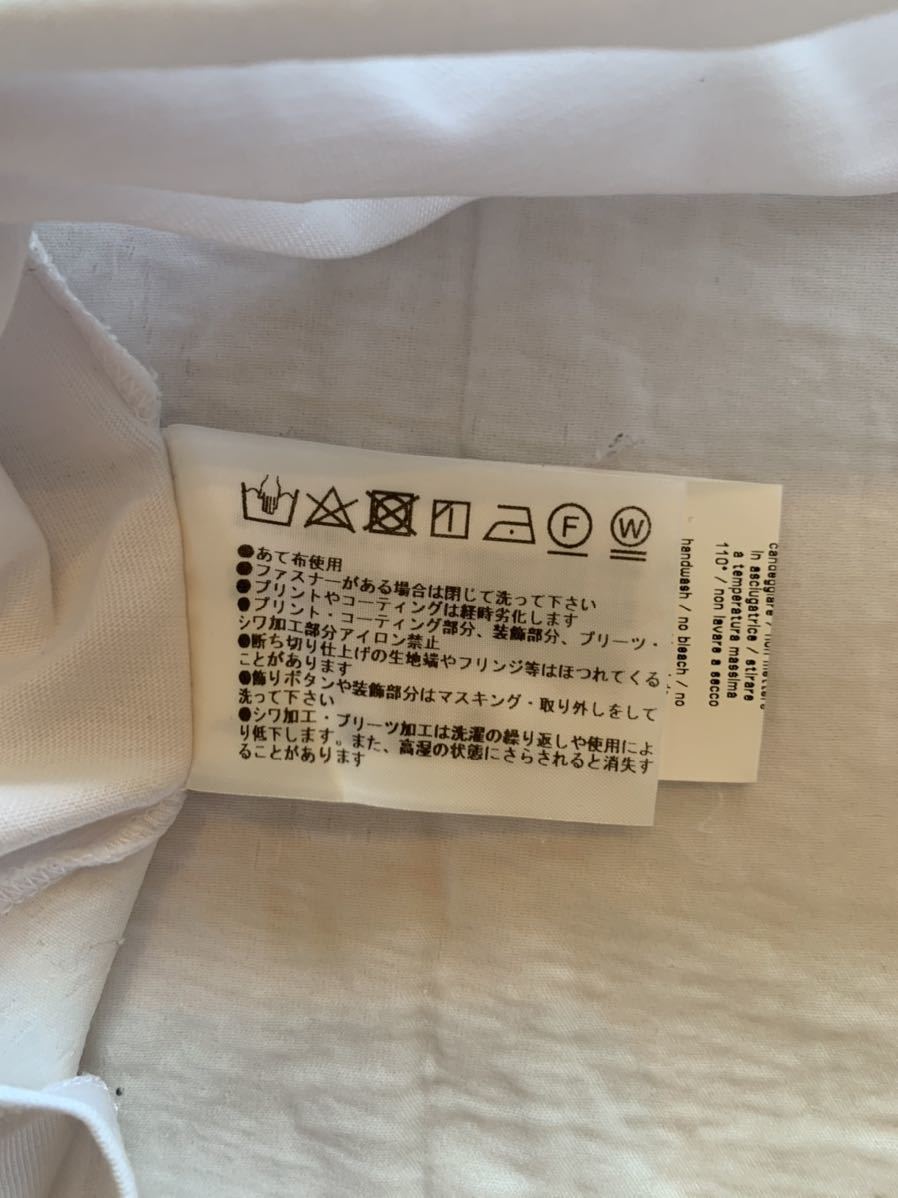 F
W
●あて布使用
●ファスナーがある場合は閉じて洗って下さい
●プリントやコーティングは経時劣化します
●プリント・コーティング部分、装飾部分、プリーツ・
シワ加工部分アイロン禁止
●断ち切り仕上げの生地端やフリンジ等はほつれてくる
ことがあります
●飾りボタンや装飾部分はマスキング・取り外しをして
洗って下さい
●シワ加工・プリーツ加工は洗濯の繰り返しや使用によ
り低下します。また、高湿の状態にさらされると消失す
ることがあります
handwash / no bleach / no
candeggiare / non mettere
in asciugatrice / stirare
a temperatura massima
110° / non lavare a secco